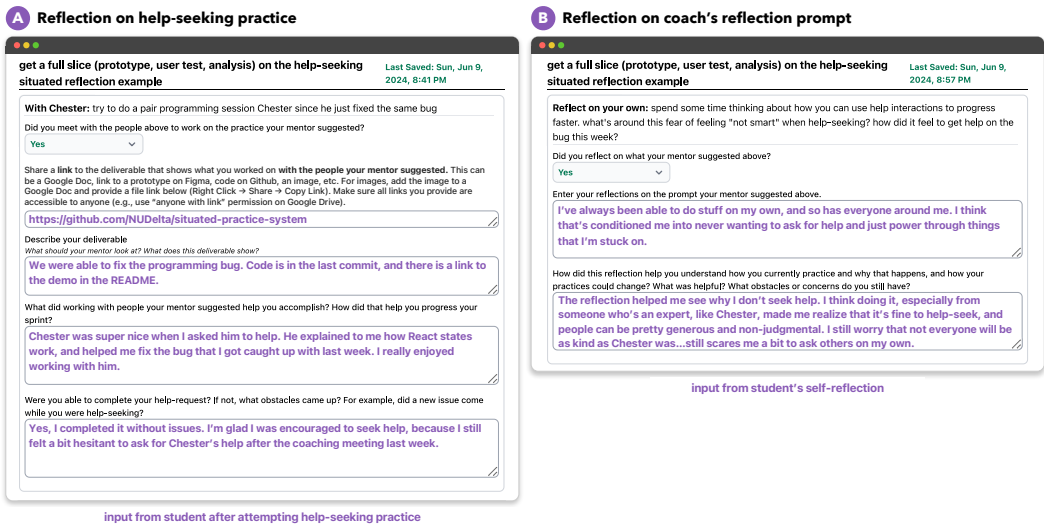 A Reflection on help-seeking practice
get a full slice (prototype, user test, analysis) on the help-seeking
situated reflection example
Last Saved: Sun, Jun 9,
2024, 8:41 PM
With Chester: try to do a pair programming session Chester since he just fixed the same bug
Did you meet with the people above to work on the practice your mentor suggested?
Yes
Share a link to the deliverable that shows what you worked on with the people your mentor suggested. This can
be a Google Doc, link to a prototype on Figma, code on Github, an image, etc. For images, add the image to a
Google Doc and provide a file link below (Right Click → Share → Copy Link). Make sure all links you provide are
accessible to anyone (e.g., use “anyone with link” permission on Google Drive).
https://github.com/NUDelta/situated-practice-system
Describe your deliverable
What should your mentor look at? What does this deliverable show?
We were able to fix the programming bug. Code is in the last commit, and there is a link to
the demo in the README.
What did working with people your mentor suggested help you accomplish? How did that help you progress your
sprint?
Chester was super nice when I asked him to help. He explained to me how React states
work, and helped me fix the bug that I got caught up with last week. I really enjoyed
working with him.
Were you able to complete your help-request? If not, what obstacles came up? For example, did a new issue come
while you were help-seeking?
Yes, I completed it without issues. I’m glad I was encouraged to seek help, because I still
felt a bit hesitant to ask for Chester’s help after the coaching meeting last week.
input from student after attempting help-seeking practice
B Reflection on coach’s reflection prompt
get a full slice (prototype, user test, analysis) on the help-seeking
situated reflection example
Last Saved: Sun, Jun 9,
2024, 8:57 PM
Reflect on your own: spend some time thinking about how you can use help interactions to progress
faster. what's around this fear of feeling "not smart" when help-seeking? how did it feel to get help on the
bug this week?
Did you reflect on what your mentor suggested above?
Yes
Enter your reflections on the prompt your mentor suggested above.
I’ve always been able to do stuff on my own, and so has everyone around me. I think
that’s conditioned me into never wanting to ask for help and just power through things
that I’m stuck on.
How did this reflection help you understand how you currently practice and why that happens, and how your
practices could change? What was helpful? What obstacles or concerns do you still have?
The reflection helped me see why I don’t seek help. I think doing it, especially from
someone who’s an expert, like Chester, made me realize that it’s fine to help-seek, and
people can be pretty generous and non-judgmental. I still worry that not everyone will be
as kind as Chester was...still scares me a bit to ask others on my own.
input from student’s self-reflection